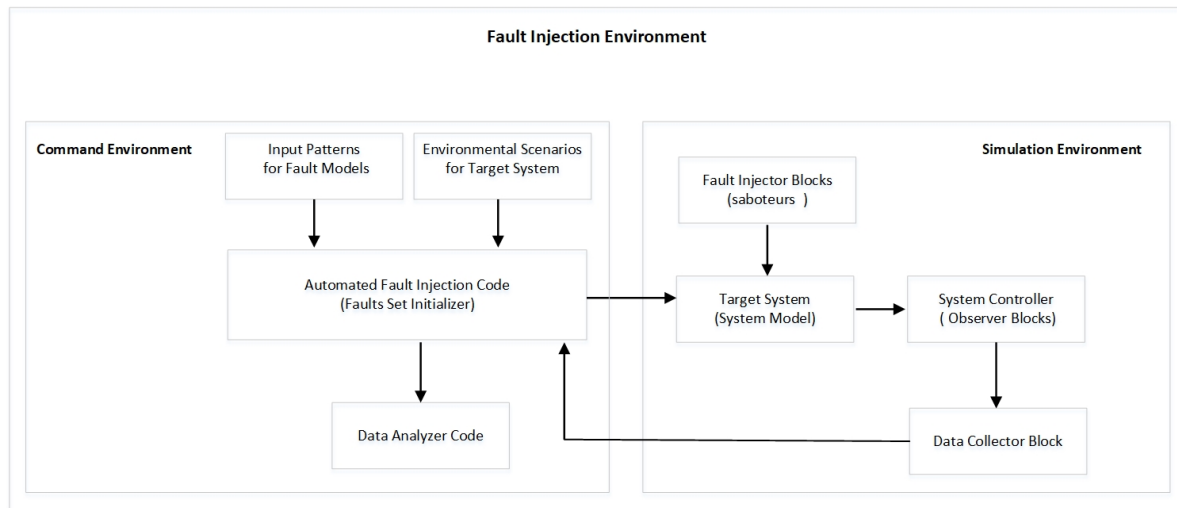 Fault Injection Environment
Command Environment
Input Patterns
for Fault Models
Environmental Scenarios
for Target System
Automated Fault Injection Code
(Faults Set Initializer)
Data Analyzer Code
Simulation Environment
Fault Injector Blocks
(saboteurs  )
Target System
(System Model)
System Controller
( Observer Blocks)
Data Collector Block